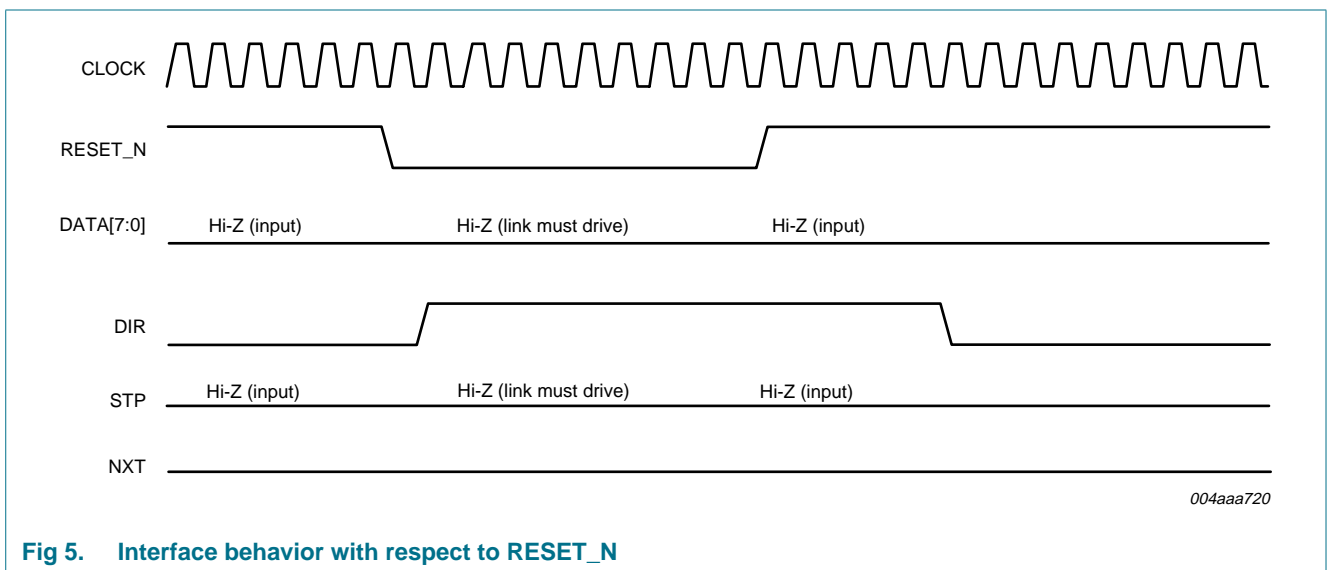 CLOCK
RESET_N
DATA[7:0] Hi-Z (input) Hi-Z (link must drive) Hi-Z (input)
DIR
STP Hi-Z (input) Hi-Z (link must drive) Hi-Z (input)
NXT
004aaa720
Fig 5. Interface behavior with respect to RESET_N